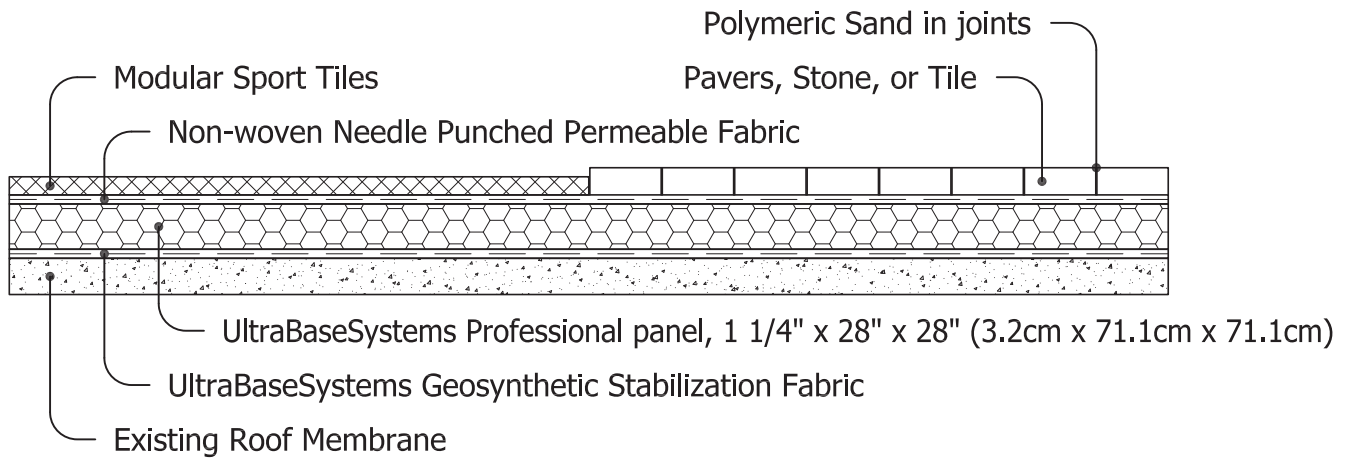 Polymeric Sand in joints
Modular Sport Tiles
Pavers, Stone, or Tile
Non-woven Needle Punched Permeable Fabric
UltraBaseSystems Professional panel, 1 1/4" x 28" x 28" (3.2cm x 71.1cm x 71.1cm)
UltraBaseSystems Geosynthetic Stabilization Fabric
Existing Roof Membrane